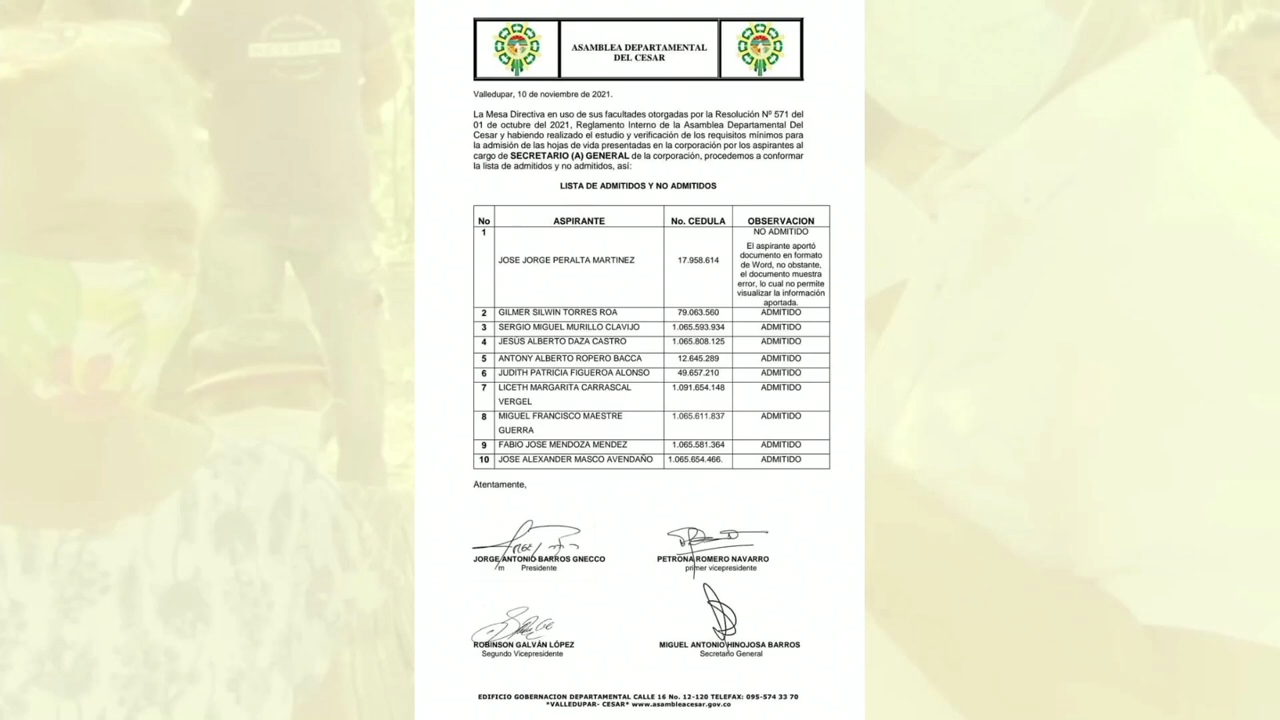 ASAMBLEA DEPARTAMENTAL
DEL CESAR
Valledupar, 10 de noviembre de 2021.
La Mesa Directiva en uso de sus facultades otorgadas por la Resolución Nº 571 del
01 de octubre del 2021, Reglamento Interno de la Asamblea Departamental Del
Cesar y habiendo realizado el estudio y verificación de los requisitos mínimos para
la admisión de las hojas de vida presentadas en la corporación por los aspirantes al
cargo de SECRETARIO (A) GENERAL de la corporación, procedemos a conformar
la lista de admitidos y no admitidos, así:
LISTA DE ADMITIDOS Y NO ADMITIDOS
No ASPIRANTE No. CEDULA OBSERVACION
1 JOSE JORGE PERALTA MARTINEZ 17.958.614 NO ADMITIDO
El aspirante aportó
documento en formato
de Word, no obstante,
el documento muestra
error, lo cual no permite
visualizar la información
aportada.
2 GILMER SILWIN TORRES ROA 79.063.560 ADMITIDO
3 SERGIO MIGUEL MURILLO CLAVIJO 1.065.593.934 ADMITIDO
4 JESÚS ALBERTO DAZA CASTRO 1.065.808.125 ADMITIDO
5 ANTONY ALBERTO ROPERO BACCA 12.645.289 ADMITIDO
6 JUDITH PATRICIA FIGUEROA ALONSO 49.657.210 ADMITIDO
7 LICETH MARGARITA CARRASCAL 1.091.654.148 ADMITIDO
VERGEL
8 MIGUEL FRANCISCO MAESTRE 1.065.611.837 ADMITIDO
GUERRA
9 FABIO JOSE MENDOZA MENDEZ 1.065.581.364 ADMITIDO
10 JOSE ALEXANDER MASCO AVENDAÑO 1.065.654.466. ADMITIDO
Atentamente,
JORGE ANTONIO BARROS GNECCO PETRONA ROMERO NAVARRO
m Presidente primer vicepresidente
ROBINSON GALVÁN LÓPEZ MIGUEL ANTONIO HINOJOSA BARROS
Segundo Vicepresidente Secretario General
EDIFICIO GOBERNACION DEPARTAMENTAL CALLE 16 No. 12-120 TELEFAX: 095-574 33 70
*VALLEDUPAR- CESAR* www.asambleacesar.gov.co